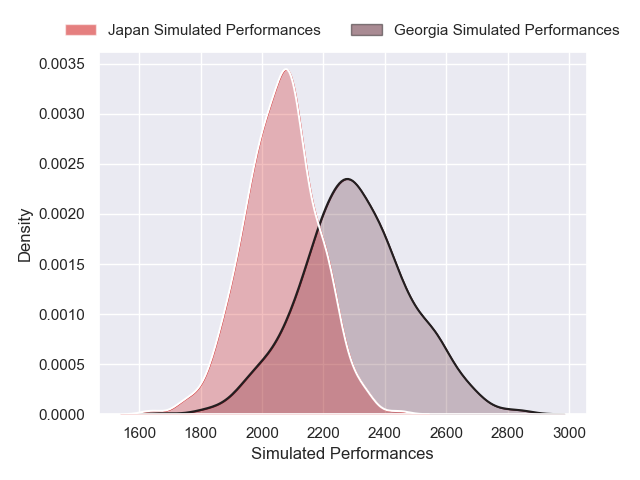 Japan Simulated Performances
Georgia Simulated Performances
0.0035
0.0030
0.0025
0.0020
0.0015
0.0010
0.0005
0.0000
Density
1600 1800 2000 2200 2400 2600 2800 3000
Simulated Performances